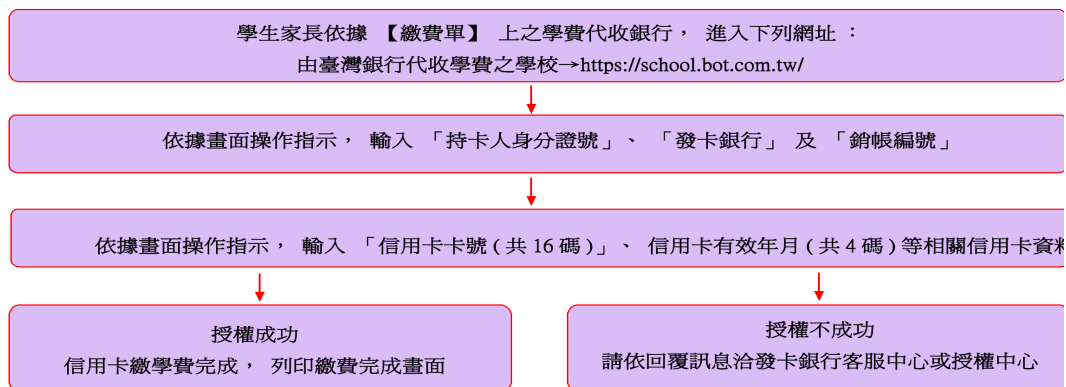 學生家長依據 【繳費單】 上之學費代收銀行， 進入下列網址：
由臺灣銀行代收學費之學校→https://school.bot.com.tw/
依據畫面操作指示， 輸入 「持卡人身分證號」、 「發卡銀行」 及 「銷帳編號」
依據畫面操作指示， 輸入 「信用卡卡號(共 16 碼)」、 信用卡有效年月(共 4 碼)等相關信用卡資料
授權成功
信用卡繳學費完成， 列印繳費完成畫面
授權不成功
請依回覆訊息洽發卡銀行客服中心或授權中心